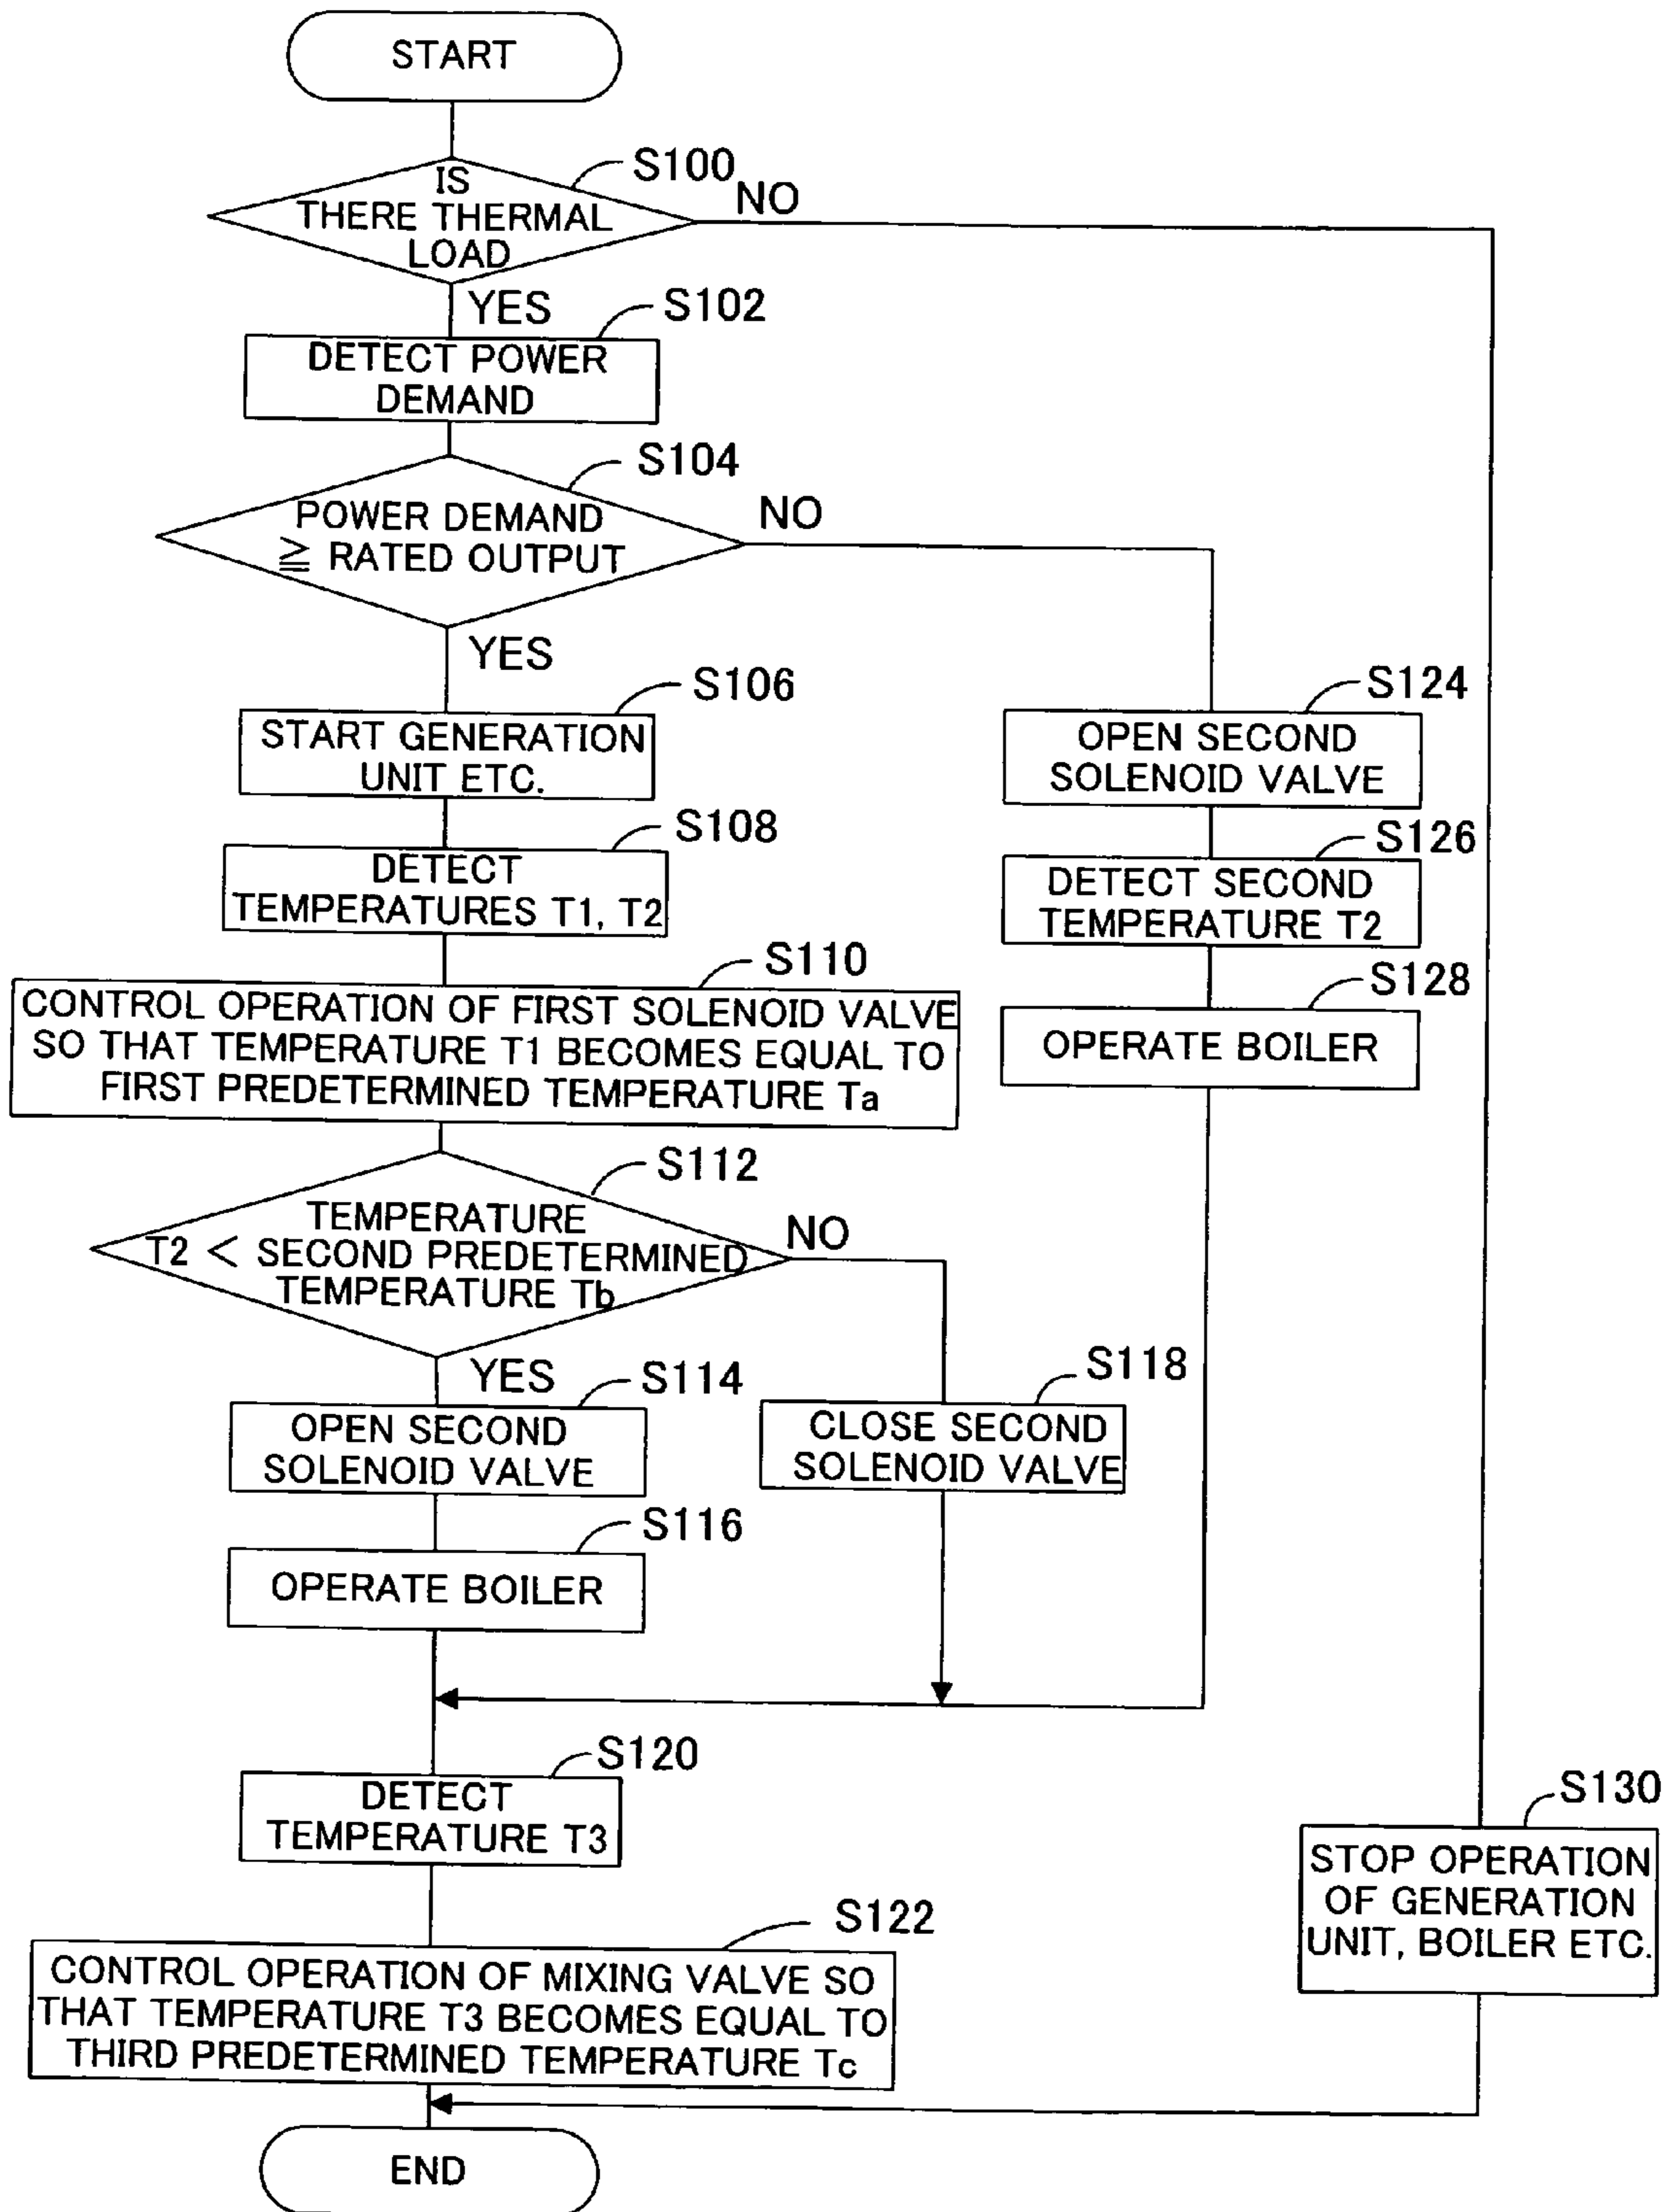 START
S100
IS
THERE THERMAL
LOAD
NO
YES
S102
DETECT POWER
DEMAND
S104
POWER DEMAND
≧ RATED OUTPUT
NO
YES
S106
START GENERATION
UNIT ETC.
S124
OPEN SECOND
SOLENOID VALVE
S108
DETECT
TEMPERATURES T1, T2
S126
DETECT SECOND
TEMPERATURE T2
S110
CONTROL OPERATION OF FIRST SOLENOID VALVE
SO THAT TEMPERATURE T1 BECOMES EQUAL TO
FIRST PREDETERMINED TEMPERATURE Ta
S128
OPERATE BOILER
S112
TEMPERATURE
T2 < SECOND PREDETERMINED
TEMPERATURE Tb
NO
YES
S114
OPEN SECOND
SOLENOID VALVE
S118
CLOSE SECOND
SOLENOID VALVE
S116
OPERATE BOILER
S120
DETECT
TEMPERATURE T3
S130
STOP OPERATION
OF GENERATION
UNIT, BOILER ETC.
S122
CONTROL OPERATION OF MIXING VALVE SO
THAT TEMPERATURE T3 BECOMES EQUAL TO
THIRD PREDETERMINED TEMPERATURE Tc
END